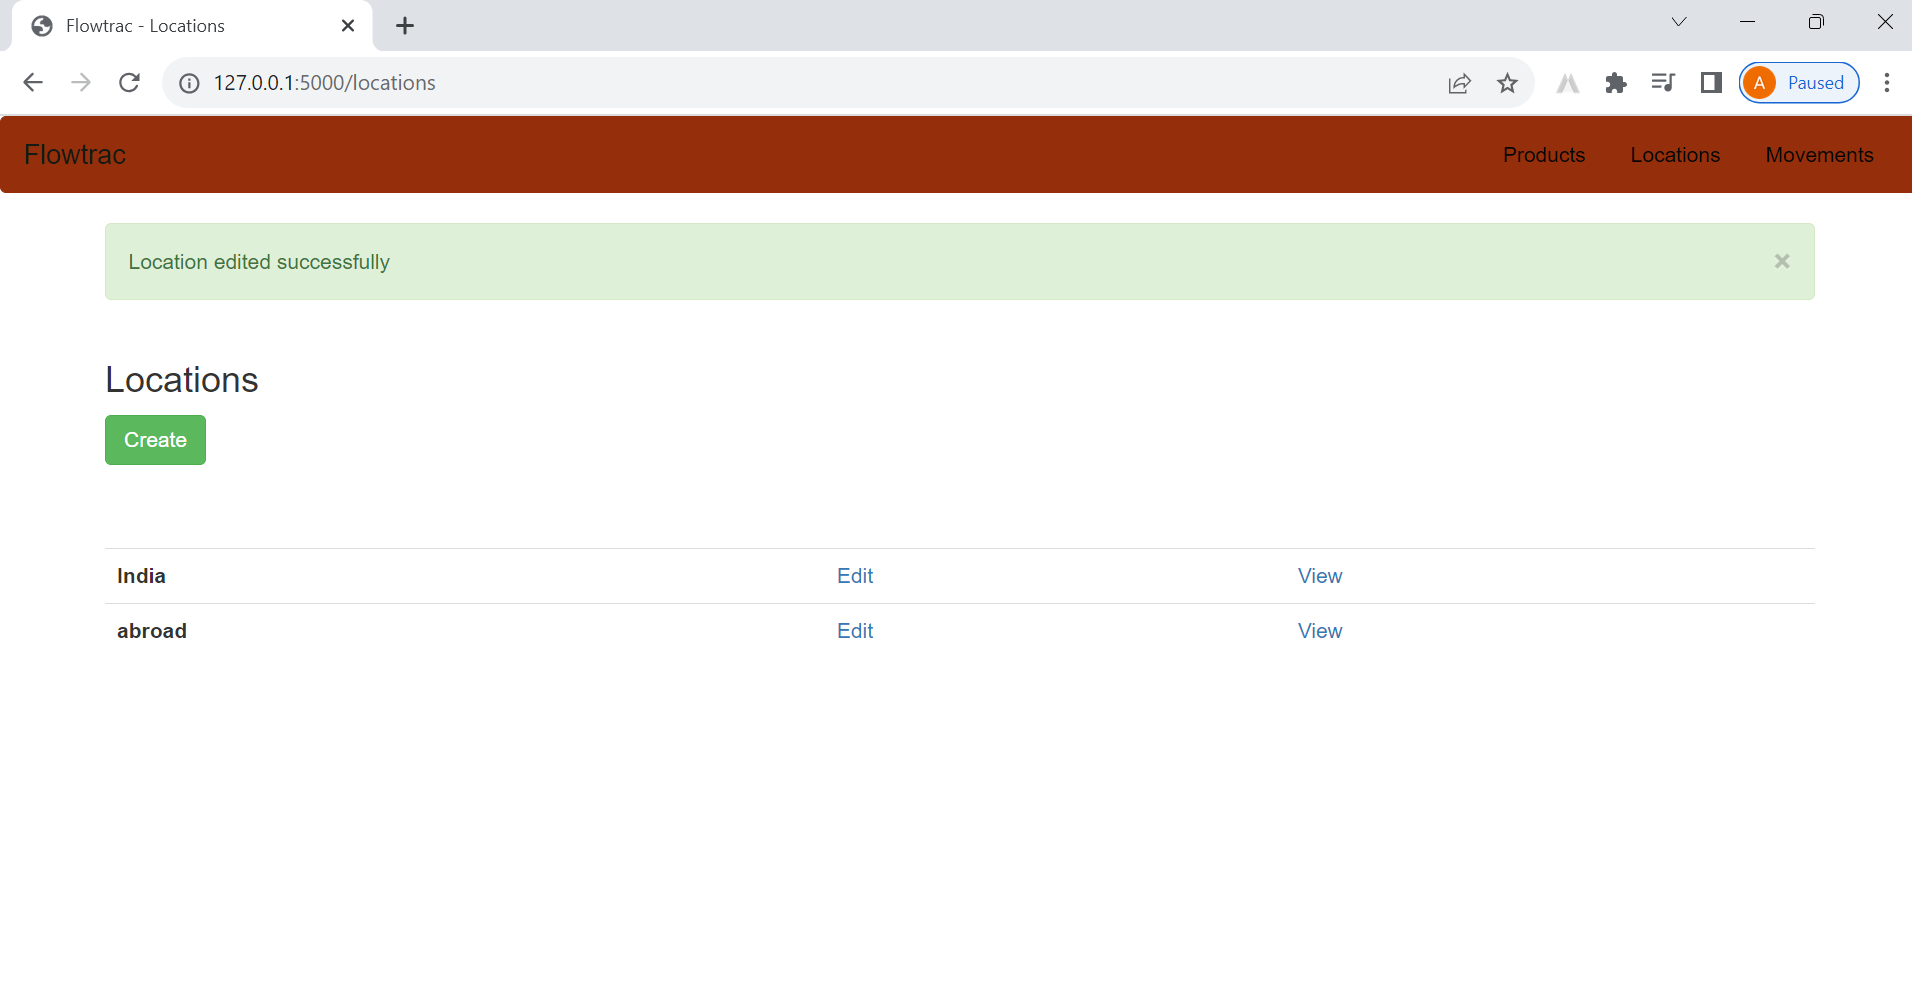 Flowtrac - Locations
127.0.0.1:5000/locations
A Paused
Flowtrac Products Locations Movements
Location edited successfully ×
Locations
Create
India Edit View
abroad Edit View